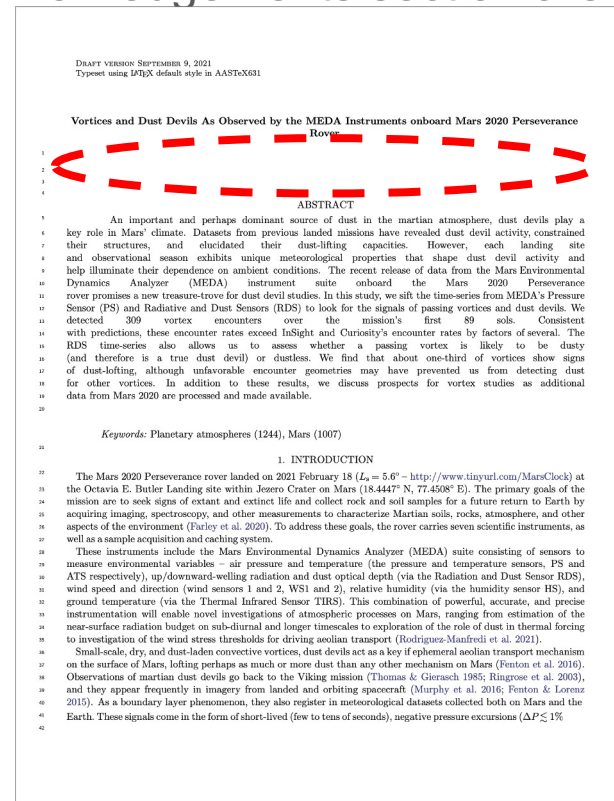 DRAFT VERSION SEPTEMBER 9, 2021
Typeset using LATEX default style in AASTeX631
Vortices and Dust Devils As Observed by the MEDA Instruments onboard Mars 2020 Perseverance
Rover
1
2
3
4
ABSTRACT
5 An important and perhaps dominant source of dust in the martian atmosphere, dust devils play a
6 key role in Mars' climate. Datasets from previous landed missions have revealed dust devil activity, constrained
7 their structures, and elucidated their dust-lifting capacities. However, each landing site
8 and observational season exhibits unique meteorological properties that shape dust devil activity and
9 help illuminate their dependence on ambient conditions. The recent release of data from the Mars Environmental
10 Dynamics Analyzer (MEDA) instrument suite onboard the Mars 2020 Perseverance
11 rover promises a new treasure-trove for dust devil studies. In this study, we sift the time-series from MEDA's Pressure
12 Sensor (PS) and Radiative and Dust Sensors (RDS) to look for the signals of passing vortices and dust devils. We
13 detected 309 vortex encounters over the mission's first 89 sols. Consistent
14 with predictions, these encounter rates exceed InSight and Curiosity's encounter rates by factors of several. The
15 RDS time-series also allows us to assess whether a passing vortex is likely to be dusty
16 (and therefore is a true dust devil) or dustless. We find that about one-third of vortices show signs
17 of dust-lofting, although unfavorable encounter geometries may have prevented us from detecting dust
18 for other vortices. In addition to these results, we discuss prospects for vortex studies as additional
19 data from Mars 2020 are processed and made available.
20
Keywords: Planetary atmospheres (1244), Mars (1007)
21
1. INTRODUCTION
22 The Mars 2020 Perseverance rover landed on 2021 February 18 (Ls = 5.6° – http://www.tinyurl.com/MarsClock) at
23 the Octavia E. Butler Landing site within Jezero Crater on Mars (18.4447° N, 77.4508° E). The primary goals of the
24 mission are to seek signs of extant and extinct life and collect rock and soil samples for a future return to Earth by
25 acquiring imaging, spectroscopy, and other measurements to characterize Martian soils, rocks, atmosphere, and other
26 aspects of the environment (Farley et al. 2020). To address these goals, the rover carries seven scientific instruments, as
27 well as a sample acquisition and caching system.
28 These instruments include the Mars Environmental Dynamics Analyzer (MEDA) suite consisting of sensors to
29 measure environmental variables – air pressure and temperature (the pressure and temperature sensors, PS and
30 ATS respectively), up/downward-welling radiation and dust optical depth (via the Radiation and Dust Sensor RDS),
31 wind speed and direction (wind sensors 1 and 2, WS1 and 2), relative humidity (via the humidity sensor HS), and
32 ground temperature (via the Thermal Infrared Sensor TIRS). This combination of powerful, accurate, and precise
33 instrumentation will enable novel investigations of atmospheric processes on Mars, ranging from estimation of the
34 near-surface radiation budget on sub-diurnal and longer timescales to exploration of the role of dust in thermal forcing
35 to investigation of the wind stress thresholds for driving aeolian transport (Rodriguez-Manfredi et al. 2021).
36 Small-scale, dry, and dust-laden convective vortices, dust devils act as a key if ephemeral aeolian transport mechanism
37 on the surface of Mars, lofting perhaps as much or more dust than any other mechanism on Mars (Fenton et al. 2016).
38 Observations of martian dust devils go back to the Viking mission (Thomas & Gierasch 1985; Ringrose et al. 2003),
39 and they appear frequently in imagery from landed and orbiting spacecraft (Murphy et al. 2016; Fenton & Lorenz
40 2015). As a boundary layer phenomenon, they also register in meteorological datasets collected both on Mars and the
41 Earth. These signals come in the form of short-lived (few to tens of seconds), negative pressure excursions (ΔP ≲ 1%
42